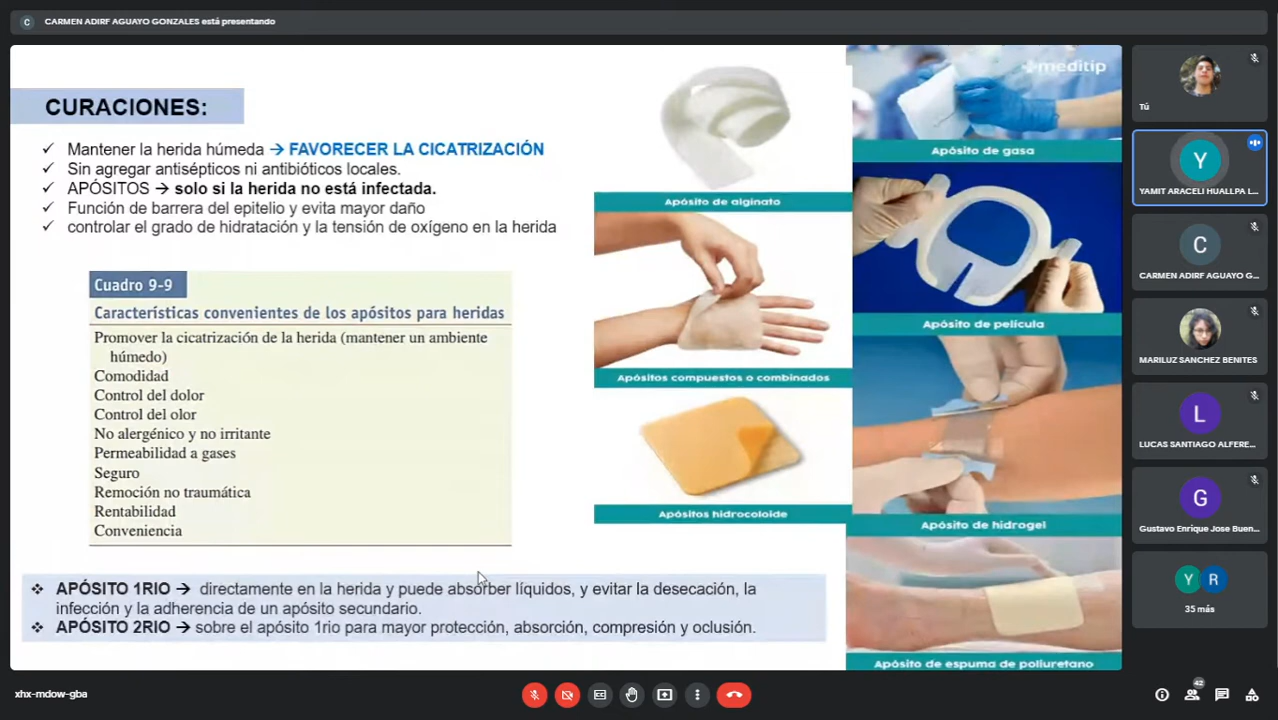 C CARMEN ADIRF AGUAYO GONZALES está presentando
CURACIONES:
✓ Mantener la herida húmeda → FAVORECER LA CICATRIZACIÓN
✓ Sin agregar antisépticos ni antibióticos locales.
✓ APÓSITOS → solo si la herida no está infectada.
✓ Función de barrera del epitelio y evita mayor daño
✓ controlar el grado de hidratación y la tensión de oxígeno en la herida
Cuadro 9-9
Características convenientes de los apósitos para heridas
Promover la cicatrización de la herida (mantener un ambiente
húmedo)
Comodidad
Control del dolor
Control del olor
No alergénico y no irritante
Permeabilidad a gases
Seguro
Remoción no traumática
Rentabilidad
Conveniencia
❖ APÓSITO 1RIO → directamente en la herida y puede absorber líquidos, y evitar la desecación, la
infección y la adherencia de un apósito secundario.
❖ APÓSITO 2RIO → sobre el apósito 1rio para mayor protección, absorción, compresión y oclusión.
Apósito de alginato
Apósitos compuestos o combinados
Apósitos hidrocoloide
meditip
Apósito de gasa
Apósito de película
Apósito de hidrogel
Apósito de espuma de poliuretano
Tú
Y
YAMIT ARACELI HUALLPA L...
C
CARMEN ADIRF AGUAYO G...
MARILUZ SANCHEZ BENITES
L
LUCAS SANTIAGO ALFERE...
G
Gustavo Enrique Jose Buen...
Y R
35 más
xhx-mdow-gba
42